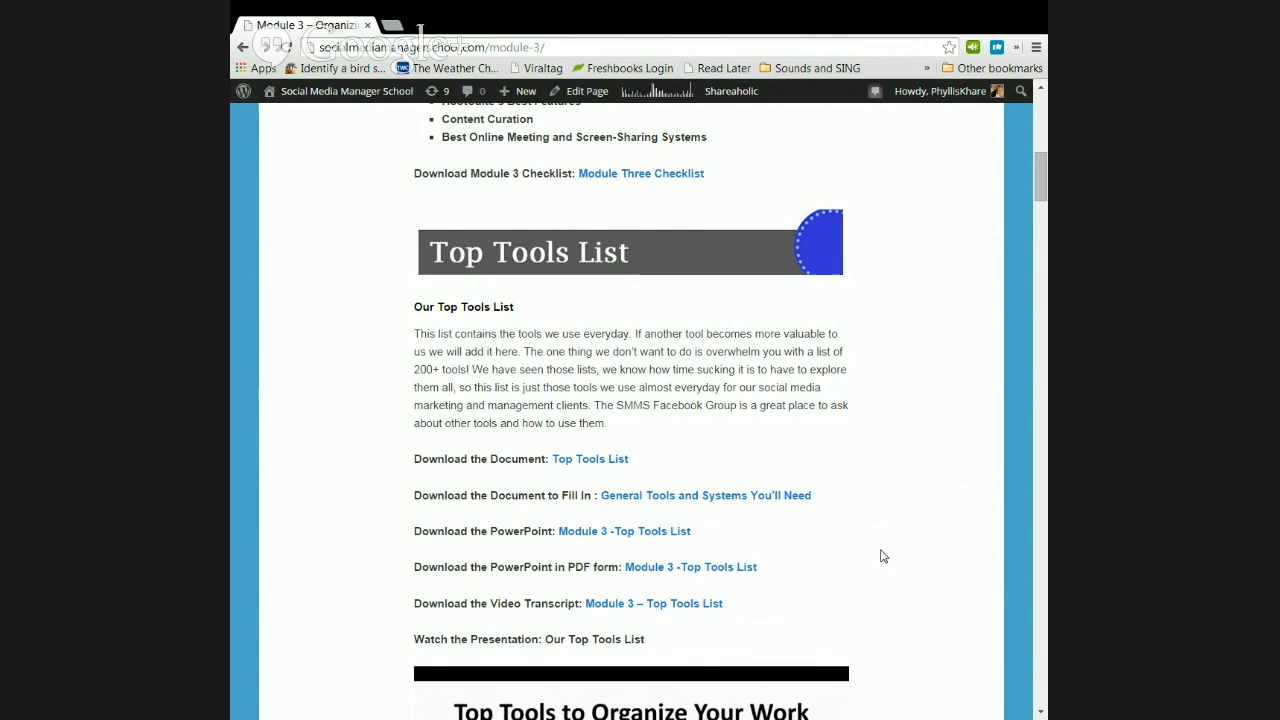 Module 3 – Organizi
Google+
socialmediamanagerschool.com/module-3/
Apps Identify a bird s... The Weather Ch... Viraltag Freshbooks Login Read Later Sounds and SING » Other bookmarks
Social Media Manager School 9 0 New Edit Page Shareaholic Howdy, PhyllisKhare
Hootsuite's Best Features
Content Curation
Best Online Meeting and Screen-Sharing Systems
Download Module 3 Checklist: Module Three Checklist
Top Tools List
Our Top Tools List
This list contains the tools we use everyday. If another tool becomes more valuable to
us we will add it here. The one thing we don't want to do is overwhelm you with a list of
200+ tools! We have seen those lists, we know how time sucking it is to have to explore
them all, so this list is just those tools we use almost everyday for our social media
marketing and management clients. The SMMS Facebook Group is a great place to ask
about other tools and how to use them.
Download the Document: Top Tools List
Download the Document to Fill In : General Tools and Systems You'll Need
Download the PowerPoint: Module 3 -Top Tools List
Download the PowerPoint in PDF form: Module 3 -Top Tools List
Download the Video Transcript: Module 3 – Top Tools List
Watch the Presentation: Our Top Tools List
Top Tools to Organize Your Work